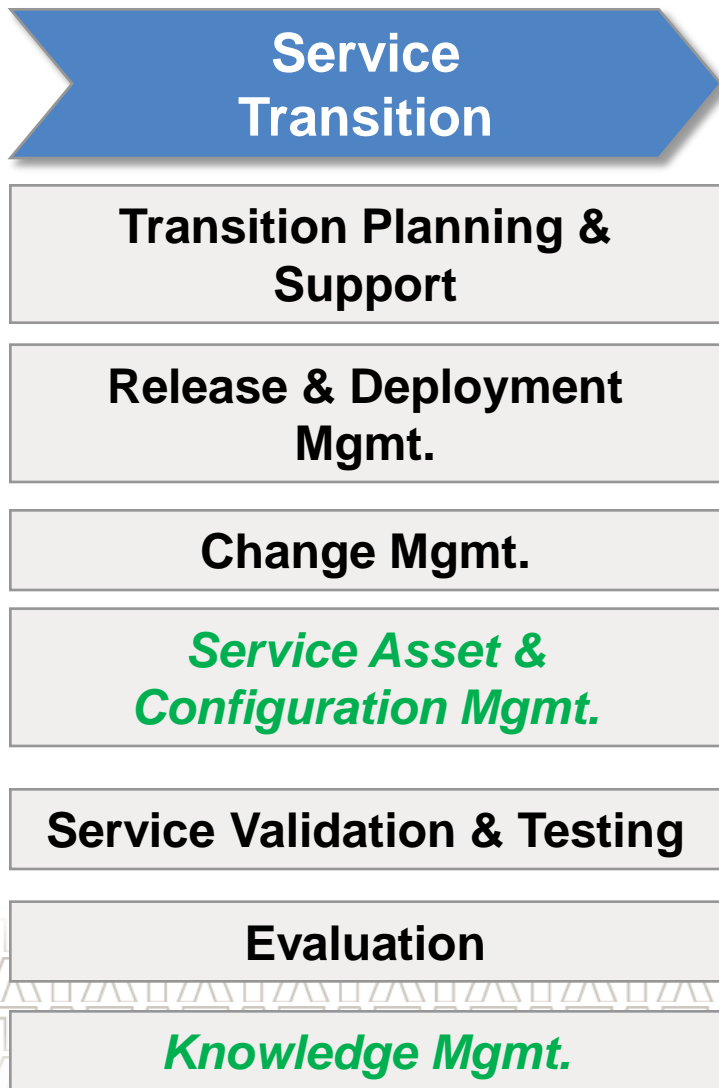 Service
Transition
Transition Planning &
Support
Release & Deployment
Mgmt.
Change Mgmt.
Service Asset &
Configuration Mgmt.
Service Validation & Testing
Evaluation
Knowledge Mgmt.